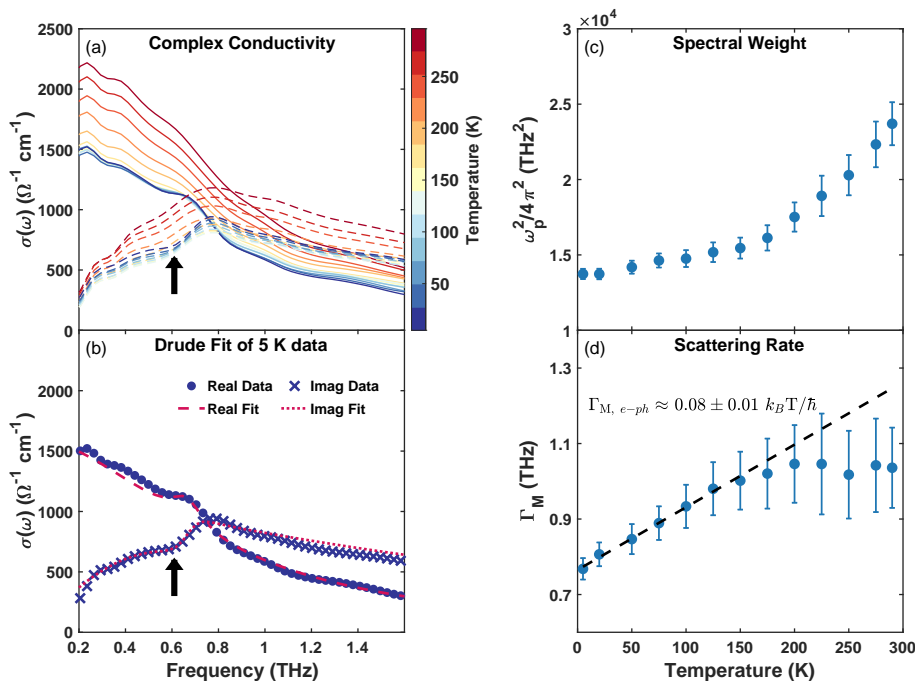 (a) Complex Conductivity
2500
2000
1500
1000
500
0
σ(ω) (Ω⁻¹ cm⁻¹)
250
200
150
100
50
Temperature (K)
(b) Drude Fit of 5 K data
Real Data Imag Data
Real Fit Imag Fit
1500
1000
500
0
σ(ω) (Ω⁻¹ cm⁻¹)
0.2 0.4 0.6 0.8 1 1.2 1.4
Frequency (THz)
×10⁴
(c) Spectral Weight
3
2.5
2
1.5
1
ω²ₚ/4π² (THz²)
(d) Scattering Rate
Γ_M, e−ph ≈ 0.08 ± 0.01 k_BT/ħ
1.3
1.1
0.9
0.7
Γ_M (THz)
0 50 100 150 200 250 300
Temperature (K)